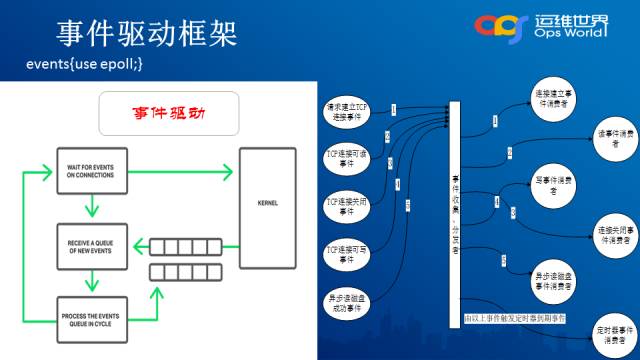 事件驱动框架
运维世界
Ops World
events{use epoll;}
事件驱动
WAIT FOR EVENTS
ON CONNECTIONS
KERNEL
RECEIVE A QUEUE
OF NEW EVENTS
PROCESS THE EVENTS
QUEUE IN CYCLE
请求建立TCP
连接事件
TCP连接可读
事件
TCP连接关闭
事件
TCP连接可写
事件
异步读磁盘
成功事件
1
2
3
4
5
事件收集、分发者
1
2
4
3
5
连接建立事
件消费者
读事件消费
者
写事件消费
者
连接关闭事
件消费者
异步读磁盘
事件消费者
由以上事件触发定时器到期事件
定时器事件
消费者